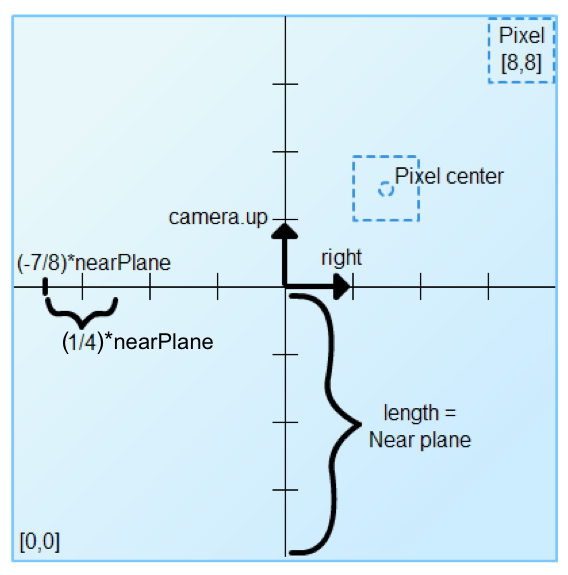 Pixel
[8,8]
Pixel center
camera.up
right
(-7/8)*nearPlane
(1/4)*nearPlane
length =
Near plane
[0,0]